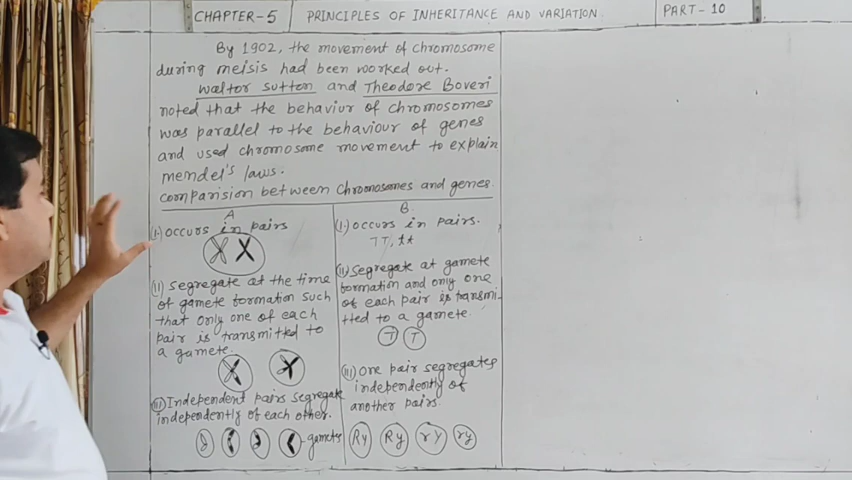 CHAPTER-5 PRINCIPLES OF INHERITANCE AND VARIATION PART-10
By 1902, the movement of chromosome
during meisis had been worked out.
Waltor Sutton and Theodore Boveri
noted that the behaviur of chromosomes
was parallel to the behaviour of genes
and used chromosome movement to explain
mendel's laws.
comparision between chromosomes and genes
A
(I) occurs in pairs
(II) segregate at the time
of gamete formation such
that only one of each
pair is transmitted to
a gamete.
(III) Independent pairs segregate
independently of each other.
gametes
B
(I) occurs in pairs.
TT, tt
(II) segregate at gamete
formation and only one
of each pair is transmi-
tted to a gamete
T T
(III) One pair segregates
independently of
another pairs.
Ry Ry rY ry